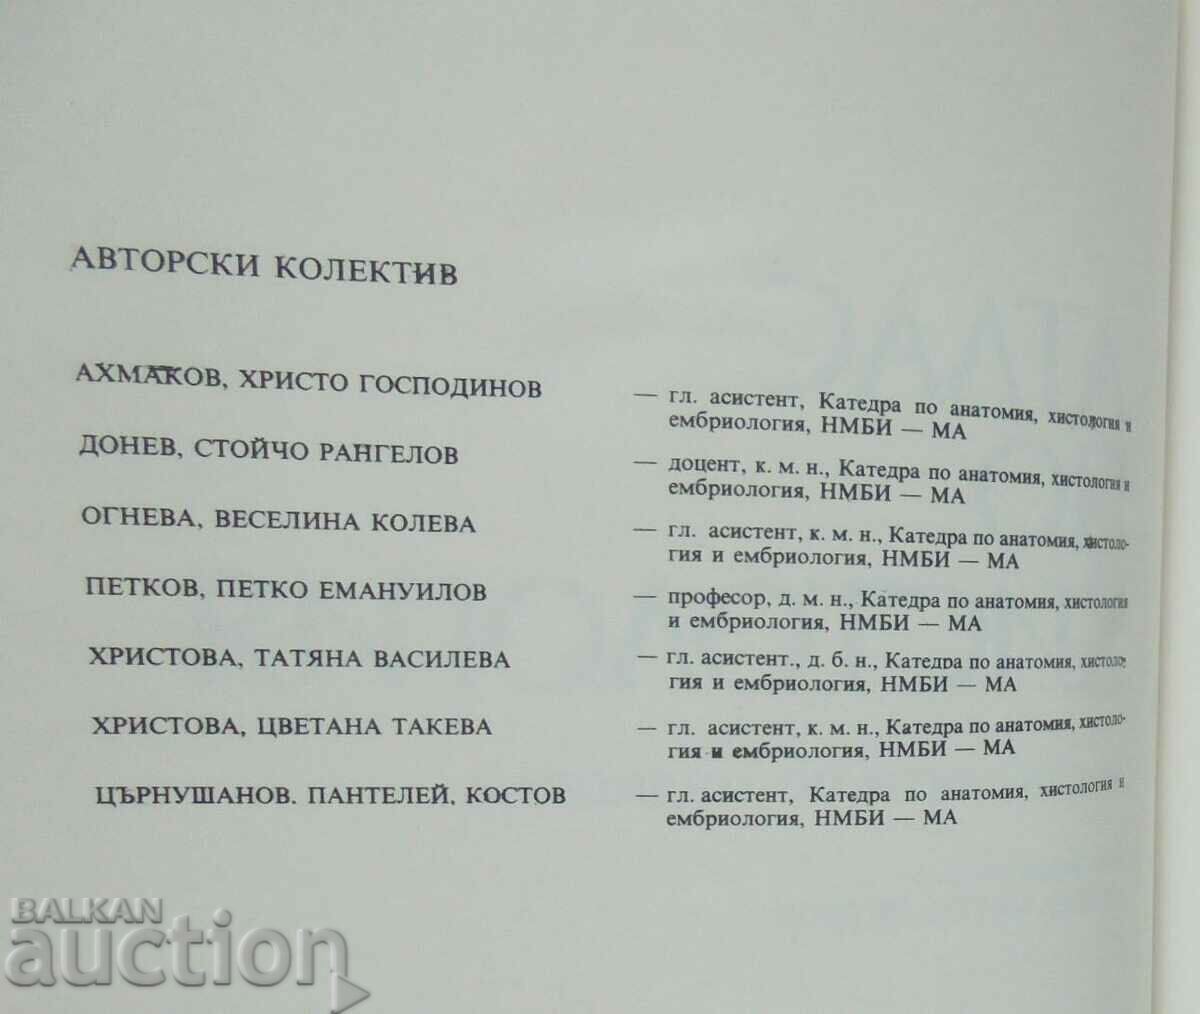 АВТОРСКИ КОЛЕКТИВ
АХМАКОВ, ХРИСТО ГОСПОДИНОВ
— гл. асистент, Катедра по анатомия, хистология и
ембриология, НМБИ — МА
ДОНЕВ, СТОЙЧО РАНГЕЛОВ
— доцент, к. м. н., Катедра по анатомия, хистология и
ембриология, НМБИ — МА
ОГНЕВА, ВЕСЕЛИНА КОЛЕВА
— гл. асистент, к. м. н., Катедра по анатомия, хистоло-
гия и ембриология, НМБИ — МА
ПЕТКОВ, ПЕТКО ЕМАНУИЛОВ
— професор, д. м. н., Катедра по анатомия, хистология
и ембриология, НМБИ — МА
ХРИСТОВА, ТАТЯНА ВАСИЛЕВА
— гл. асистент., д. б. н., Катедра по анатомия, хистоло-
гия и ембриология, НМБИ — МА
ХРИСТОВА, ЦВЕТАНА ТАКЕВА
— гл. асистент, к. м. н., Катедра по анатомия, хистоло-
гия и ембриология, НМБИ — МА
ЦЪРНУШАНОВ. ПАНТЕЛЕЙ, КОСТОВ
— гл. асистент, Катедра по анатомия, хистология и
ембриология, НМБИ — МА
BALKAN
auction